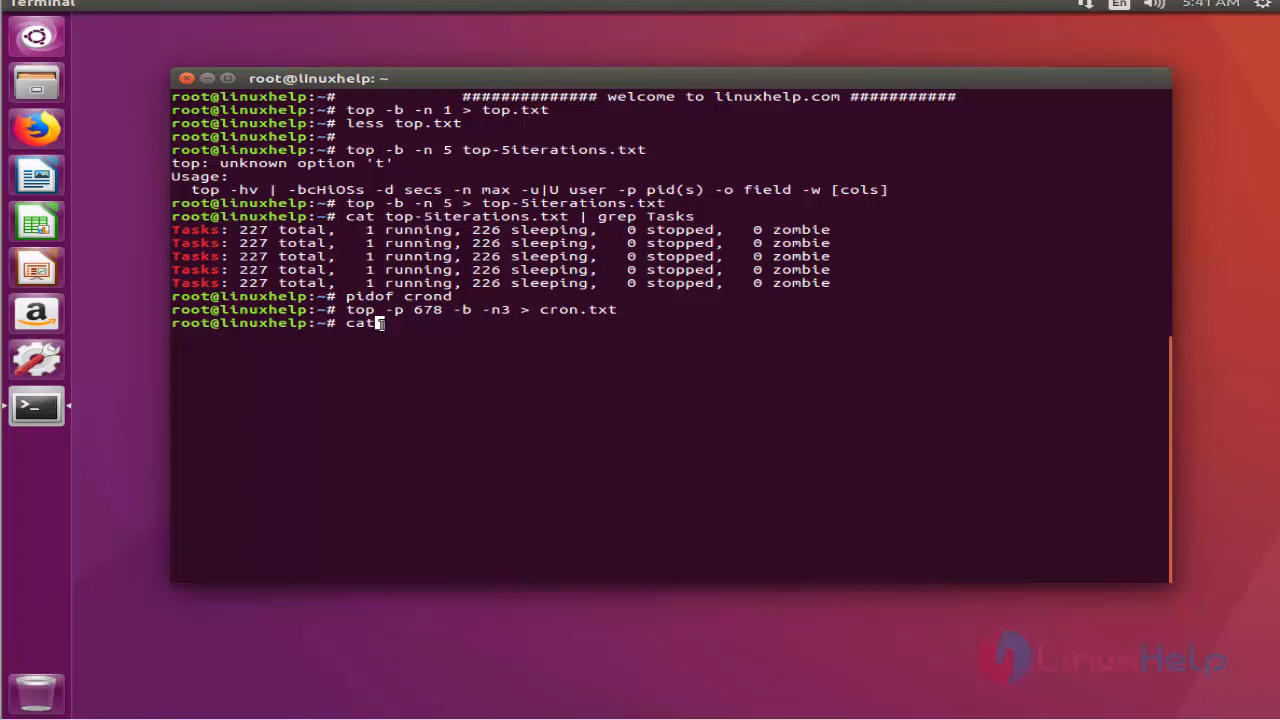 Terminal
En
5:41 AM
root@linuxhelp: ~
root@linuxhelp:~#             ############## welcome to linuxhelp.com ###########
root@linuxhelp:~# top -b -n 1 > top.txt
root@linuxhelp:~# less top.txt
root@linuxhelp:~#
root@linuxhelp:~# top -b -n 5 top-5iterations.txt
top: unknown option 't'
Usage:
  top -hv | -bcHiOSs -d secs -n max -u|U user -p pid(s) -o field -w [cols]
root@linuxhelp:~# top -b -n 5 > top-5iterations.txt
root@linuxhelp:~# cat top-5iterations.txt | grep Tasks
Tasks: 227 total,   1 running, 226 sleeping,   0 stopped,   0 zombie
Tasks: 227 total,   1 running, 226 sleeping,   0 stopped,   0 zombie
Tasks: 227 total,   1 running, 226 sleeping,   0 stopped,   0 zombie
Tasks: 227 total,   1 running, 226 sleeping,   0 stopped,   0 zombie
Tasks: 227 total,   1 running, 226 sleeping,   0 stopped,   0 zombie
root@linuxhelp:~# pidof crond
root@linuxhelp:~# top -p 678 -b -n3 > cron.txt
root@linuxhelp:~# cat
LinuxHelp